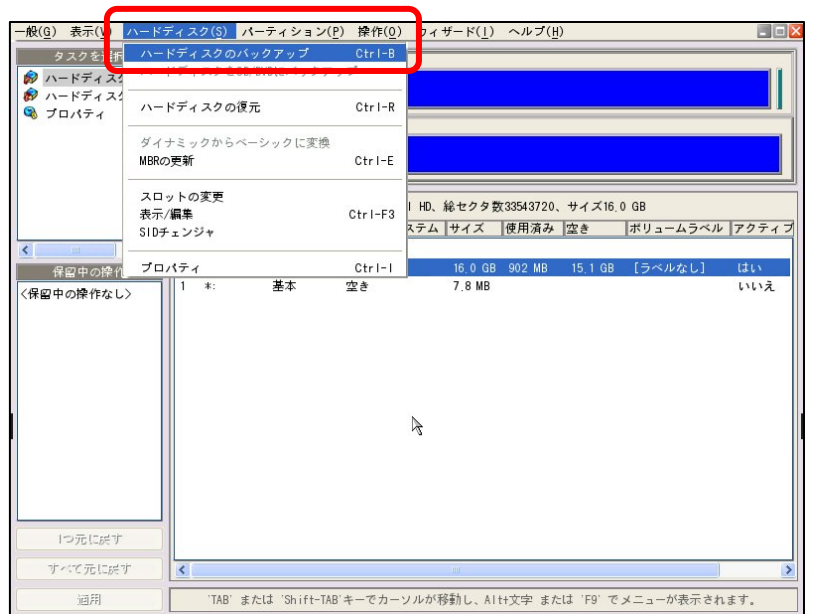 一般(G) 表示(V) ハードディスク(S) パーティション(P) 操作(O) ウィザード(I) ヘルプ(H)
タスクを選択
ハードディスクのバックアップ Ctrl-B
ハードディスクの復元 Ctrl-R
ダイナミックからベーシックに変換
MBRの更新 Ctrl-E
スロットの変更
表示/編集 Ctrl-F3
SIDチェンジャ
プロパティ Ctrl-I
ハードディスク
ハードディスク
プロパティ
HD、総セクタ数33543720、サイズ16.0 GB
ステム サイズ 使用済み 空き ボリュームラベル アクティブ
16.0 GB 902 MB 15.1 GB [ラベルなし] はい
1 *: 基本 空き 7.8 MB いいえ
保留中の操作
<保留中の操作なし>
1つ元に戻す
すべて元に戻す
適用
'TAB' または 'Shift-TAB'キーでカーソルが移動し、Alt+文字 または 'F9' でメニューが表示されます。